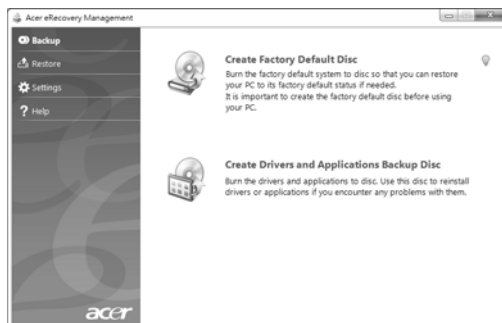 Acer eRecovery Management
Backup
Restore
Settings
Help
Create Factory Default Disc
Burn the factory default system to disc so that you can restore
your PC to its factory default status if needed.
It is important to create the factory default disc before using
your PC.
Create Drivers and Applications Backup Disc
Burn the drivers and applications to disc. Use this disc to reinstall
drivers or applications if you encounter any problems with them.
acer